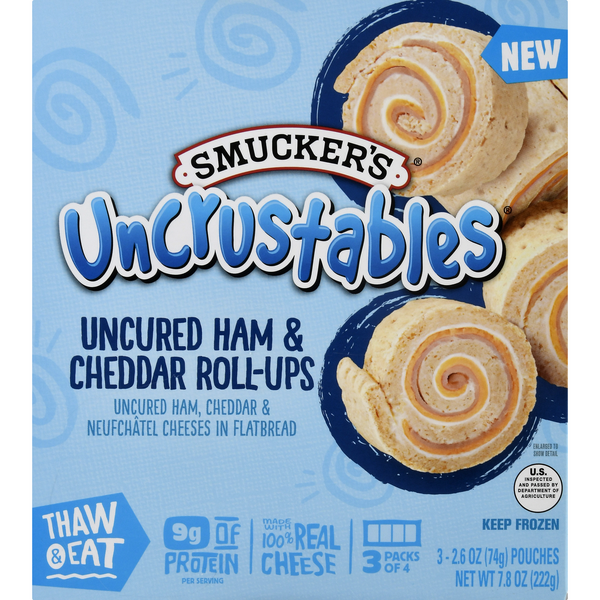 NEW
SMUCKER'S®
Uncrustables®
UNCURED HAM &
CHEDDAR ROLL-UPS
UNCURED HAM, CHEDDAR &
NEUFCHÂTEL CHEESES IN FLATBREAD
ENLARGED TO
SHOW DETAIL
U.S.
INSPECTED
AND PASSED BY
DEPARTMENT OF
AGRICULTURE
KEEP FROZEN
THAW
& EAT
9g OF
PROTEIN
PER SERVING
MADE WITH
100% REAL
CHEESE
3 PACKS
OF 4
3 - 2.6 OZ (74g) POUCHES
NET WT 7.8 OZ (222g)